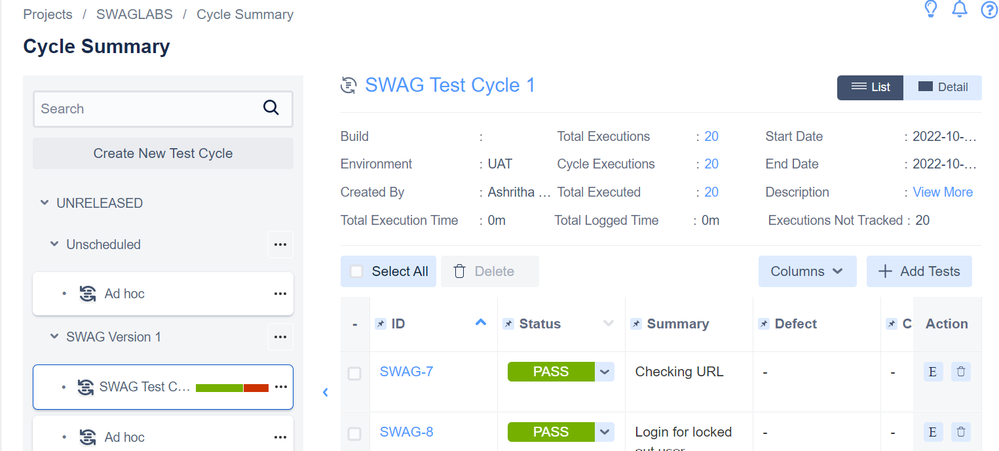 Projects / SWAGLABS / Cycle Summary
Cycle Summary
Search
Create New Test Cycle
UNRELEASED
Unscheduled
Ad hoc
SWAG Version 1
SWAG Test C...
Ad hoc
SWAG Test Cycle 1
List Detail
Build : Total Executions : 20 Start Date : 2022-10-...
Environment : UAT Cycle Executions : 20 End Date : 2022-10-...
Created By : Ashritha ... Total Executed : 20 Description : View More
Total Execution Time : 0m Total Logged Time : 0m Executions Not Tracked : 20
Select All Delete Columns + Add Tests
- ID Status Summary Defect C Action
SWAG-7 PASS Checking URL - - E
SWAG-8 PASS Login for locked - - E
out user